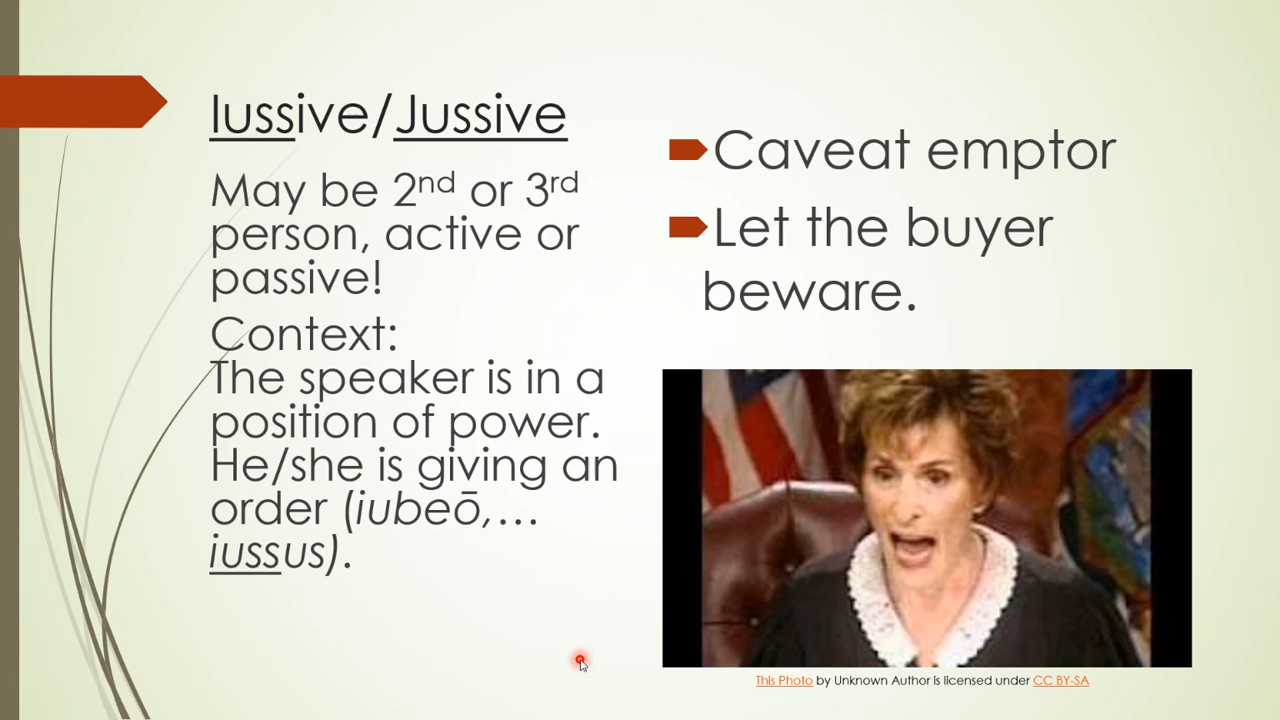 Iussive/Jussive
May be 2nd or 3rd
person, active or
passive!
Context:
The speaker is in a
position of power.
He/she is giving an
order (iubeō,…
iussus).
Caveat emptor
Let the buyer
beware.
This Photo by Unknown Author is licensed under CC BY-SA